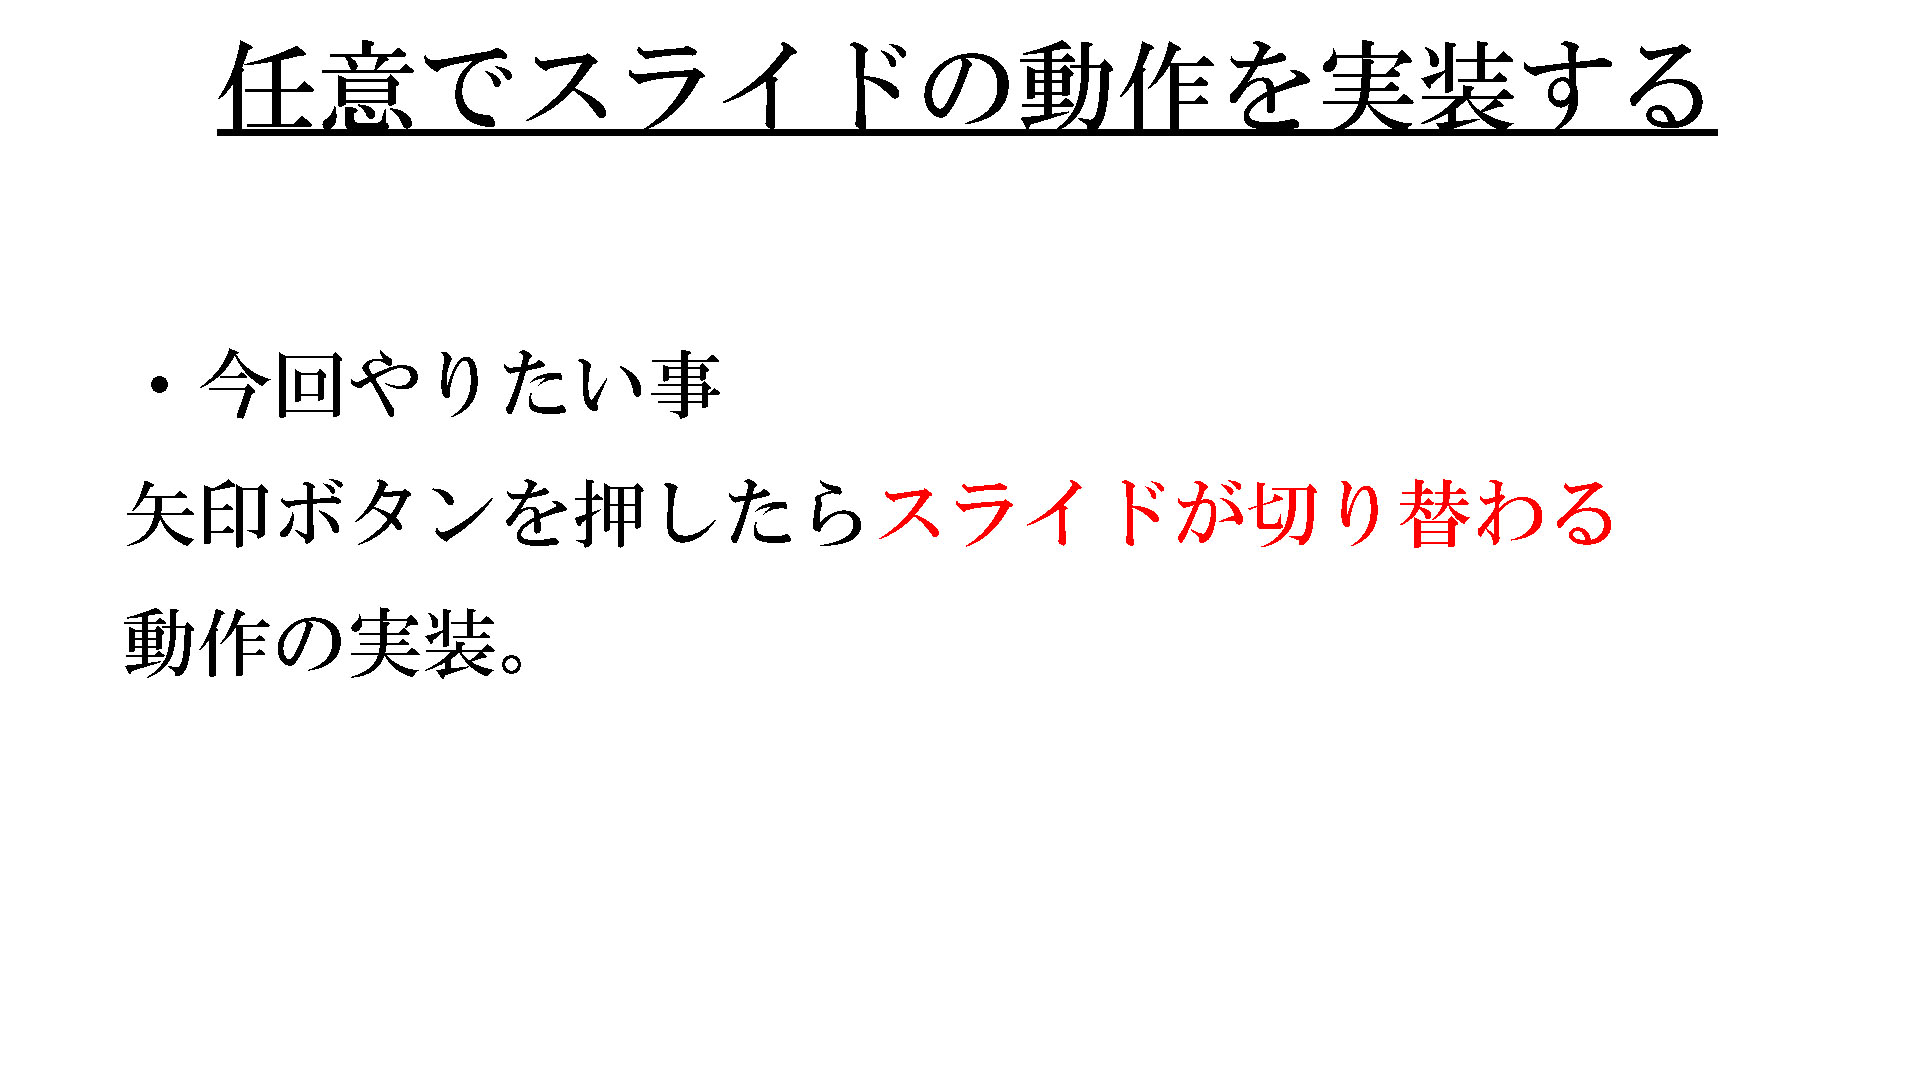 任意でスライドの動作を実装する
・今回やりたい事
矢印ボタンを押したらスライドが切り替わる
動作の実装。